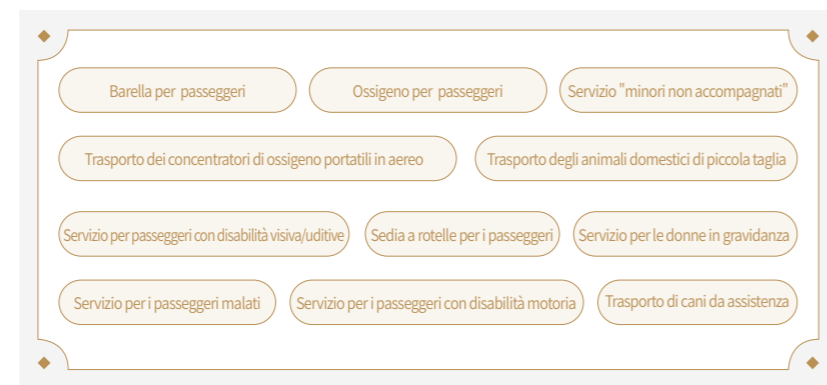 Barella per passeggeri
Ossigeno per passeggeri
Servizio "minori non accompagnati"
Trasporto dei concentratori di ossigeno portatili in aereo
Trasporto degli animali domestici di piccola taglia
Servizio per passeggeri con disabilità visiva/uditive
Sedia a rotelle per i passeggeri
Servizio per le donne in gravidanza
Servizio per i passeggeri malati
Servizio per i passeggeri con disabilità motoria
Trasporto di cani da assistenza